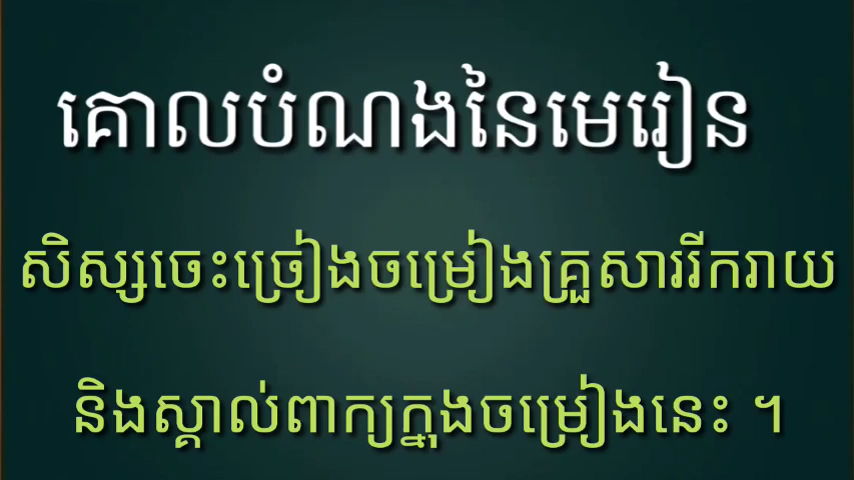 គោលបំណងនៃមេរៀន
សិស្សចេះច្រៀងចម្រៀងគ្រួសាររីករាយ
និងស្គាល់ពាក្យក្នុងចម្រៀងនេះ ។